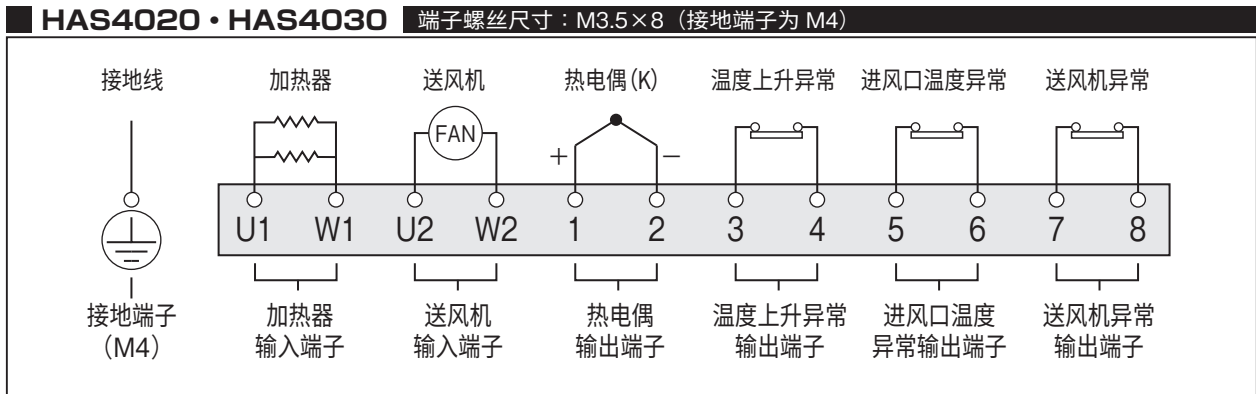 HAS4020・HAS4030 端子螺丝尺寸：M3.5×8（接地端子为 M4）
接地线 加热器 送风机 热电偶(K) 温度上升异常 进风口温度异常 送风机异常
FAN
+ −
U1 W1 U2 W2 1 2 3 4 5 6 7 8
接地端子 加热器 送风机 热电偶 温度上升异常 进风口温度 送风机异常
（M4） 输入端子 输入端子 输出端子 输出端子 异常输出端子 输出端子